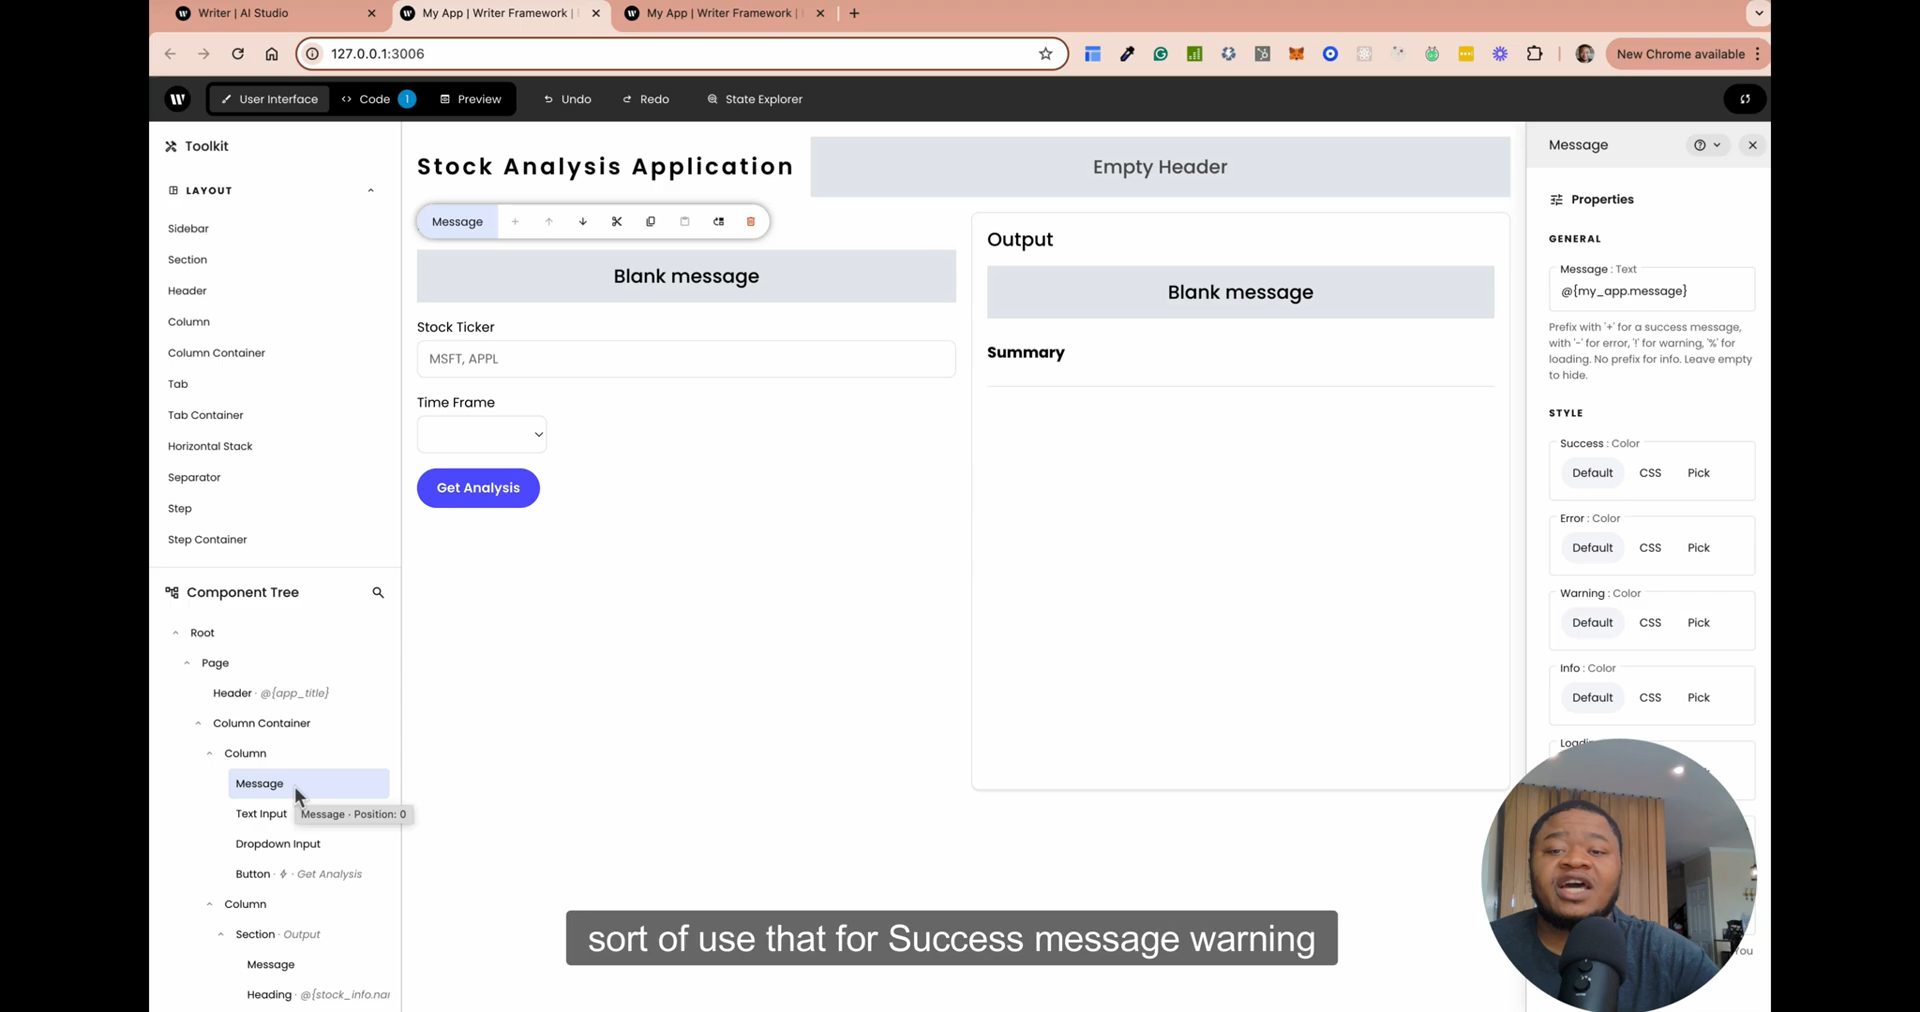 Writer | AI Studio
My App | Writer Framework |
My App | Writer Framework |
127.0.0.1:3006
New Chrome available
User Interface
Code 1
Preview
Undo
Redo
State Explorer
Toolkit
LAYOUT
Sidebar
Section
Header
Column
Column Container
Tab
Tab Container
Horizontal Stack
Separator
Step
Step Container
Component Tree
Root
Page
Header · @{app_title}
Column Container
Column
Message
Message · Position: 0
Text Input
Dropdown Input
Button · Get Analysis
Column
Section · Output
Message
Heading · @{stock_info.nar
Stock Analysis Application
Empty Header
Message
Blank message
Stock Ticker
MSFT, APPL
Time Frame
Get Analysis
Output
Blank message
Summary
Message
Properties
GENERAL
Message : Text
@{my_app.message}
Prefix with '+' for a success message,
with '-' for error, '!' for warning, '%' for
loading. No prefix for info. Leave empty
to hide.
STYLE
Success : Color
Default CSS Pick
Error : Color
Default CSS Pick
Warning : Color
Default CSS Pick
Info : Color
Default CSS Pick
You
sort of use that for Success message warning